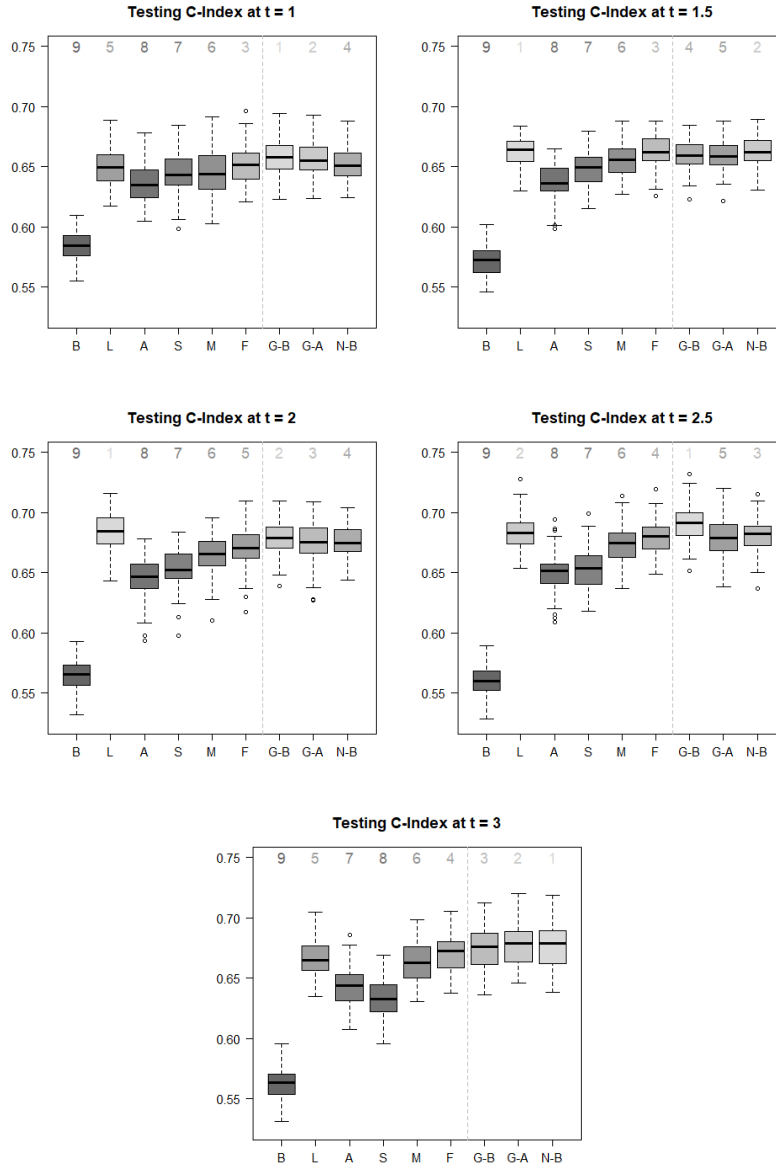 Testing C-Index at t = 1
9 5 8 7 6 3 1 2 4
0.75
0.70
0.65
0.60
0.55
B L A S M F G-B G-A N-B
Testing C-Index at t = 1.5
9 1 8 7 6 3 4 5 2
0.75
0.70
0.65
0.60
0.55
B L A S M F G-B G-A N-B
Testing C-Index at t = 2
9 1 8 7 6 5 2 3 4
0.75
0.70
0.65
0.60
0.55
B L A S M F G-B G-A N-B
Testing C-Index at t = 2.5
9 2 8 7 6 4 1 5 3
0.75
0.70
0.65
0.60
0.55
B L A S M F G-B G-A N-B
Testing C-Index at t = 3
9 5 7 8 6 4 3 2 1
0.75
0.70
0.65
0.60
0.55
B L A S M F G-B G-A N-B